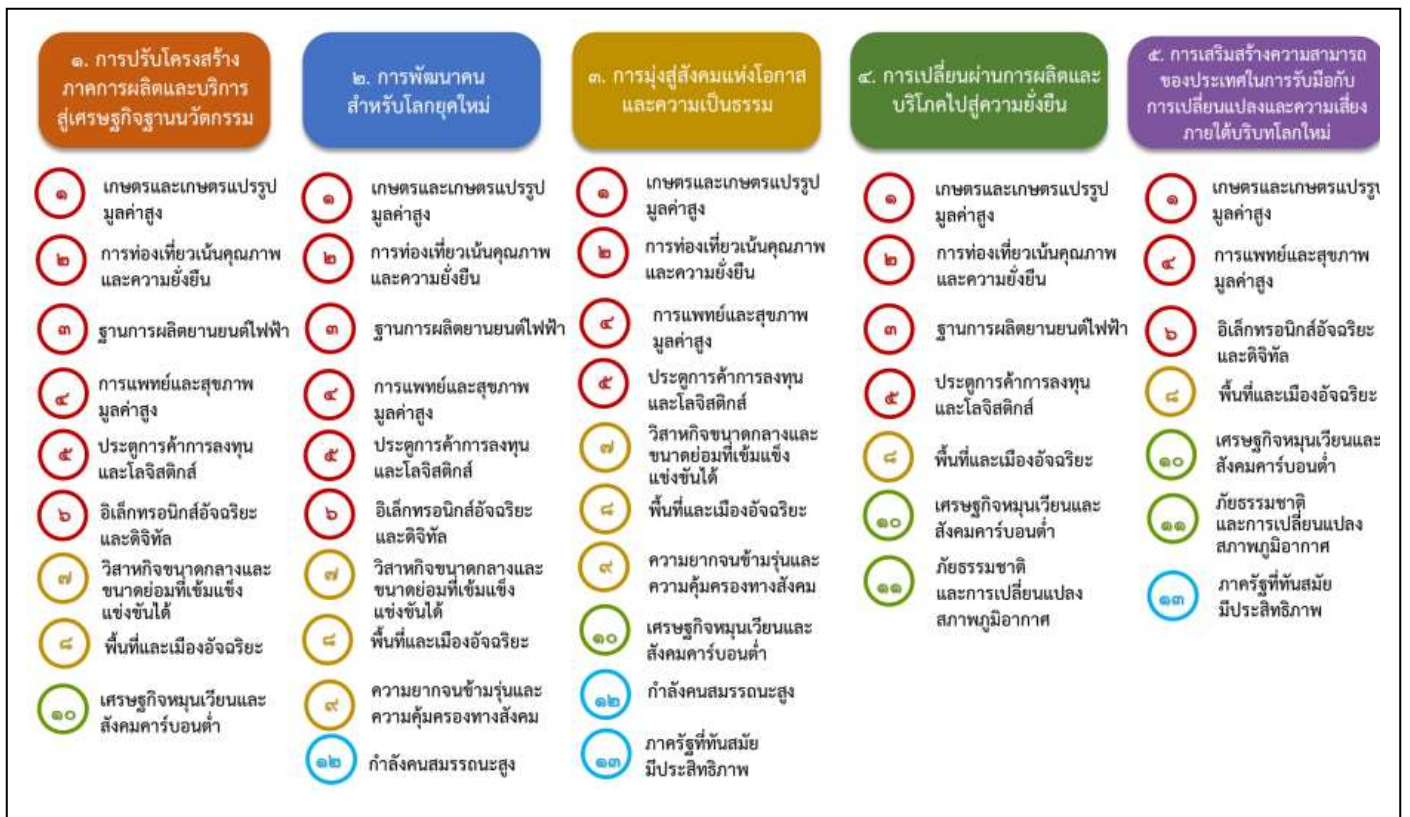 ๑. การปรับโครงสร้าง
ภาคการผลิตและบริการ
สู่เศรษฐกิจฐานนวัตกรรม
๑
เกษตรและเกษตรแปรรูป
มูลค่าสูง
๒
การท่องเที่ยวเน้นคุณภาพ
และความยั่งยืน
๓
ฐานการผลิตยานยนต์ไฟฟ้า
๔
การแพทย์และสุขภาพ
มูลค่าสูง
๕
ประตูการค้าการลงทุน
และโลจิสติกส์
๖
อิเล็กทรอนิกส์อัจฉริยะ
และดิจิทัล
๗
วิสาหกิจขนาดกลางและ
ขนาดย่อมที่เข้มแข็ง
แข่งขันได้
๘
พื้นที่และเมืองอัจฉริยะ
๑๐
เศรษฐกิจหมุนเวียนและ
สังคมคาร์บอนต่ำ
๒. การพัฒนาคน
สำหรับโลกยุคใหม่
๑
เกษตรและเกษตรแปรรูป
มูลค่าสูง
๒
การท่องเที่ยวเน้นคุณภาพ
และความยั่งยืน
๓
ฐานการผลิตยานยนต์ไฟฟ้า
๔
การแพทย์และสุขภาพ
มูลค่าสูง
๕
ประตูการค้าการลงทุน
และโลจิสติกส์
๖
อิเล็กทรอนิกส์อัจฉริยะ
และดิจิทัล
๗
วิสาหกิจขนาดกลางและ
ขนาดย่อมที่เข้มแข็ง
แข่งขันได้
๘
พื้นที่และเมืองอัจฉริยะ
๙
ความยากจนข้ามรุ่นและ
ความคุ้มครองทางสังคม
๑๒
กำลังคนสมรรถนะสูง
๓. การมุ่งสู่สังคมแห่งโอกาส
และความเป็นธรรม
๑
เกษตรและเกษตรแปรรูป
มูลค่าสูง
๒
การท่องเที่ยวเน้นคุณภาพ
และความยั่งยืน
๔
การแพทย์และสุขภาพ
มูลค่าสูง
๕
ประตูการค้าการลงทุน
และโลจิสติกส์
๗
วิสาหกิจขนาดกลางและ
ขนาดย่อมที่เข้มแข็ง
แข่งขันได้
๘
พื้นที่และเมืองอัจฉริยะ
๙
ความยากจนข้ามรุ่นและ
ความคุ้มครองทางสังคม
๑๐
เศรษฐกิจหมุนเวียนและ
สังคมคาร์บอนต่ำ
๑๒
กำลังคนสมรรถนะสูง
๑๓
ภาครัฐที่ทันสมัย
มีประสิทธิภาพ
๔. การเปลี่ยนผ่านการผลิตและ
บริโภคไปสู่ความยั่งยืน
๑
เกษตรและเกษตรแปรรูป
มูลค่าสูง
๒
การท่องเที่ยวเน้นคุณภาพ
และความยั่งยืน
๓
ฐานการผลิตยานยนต์ไฟฟ้า
๕
ประตูการค้าการลงทุน
และโลจิสติกส์
๘
พื้นที่และเมืองอัจฉริยะ
๑๐
เศรษฐกิจหมุนเวียนและ
สังคมคาร์บอนต่ำ
๑๑
ภัยธรรมชาติ
และการเปลี่ยนแปลง
สภาพภูมิอากาศ
๕. การเสริมสร้างความสามารถ
ของประเทศในการรับมือกับ
การเปลี่ยนแปลงและความเสี่ยง
ภายใต้บริบทโลกใหม่
๑
เกษตรและเกษตรแปรรูป
มูลค่าสูง
๔
การแพทย์และสุขภาพ
มูลค่าสูง
๖
อิเล็กทรอนิกส์อัจฉริยะ
และดิจิทัล
๘
พื้นที่และเมืองอัจฉริยะ
๑๐
เศรษฐกิจหมุนเวียนและ
สังคมคาร์บอนต่ำ
๑๑
ภัยธรรมชาติ
และการเปลี่ยนแปลง
สภาพภูมิอากาศ
๑๓
ภาครัฐที่ทันสมัย
มีประสิทธิภาพ